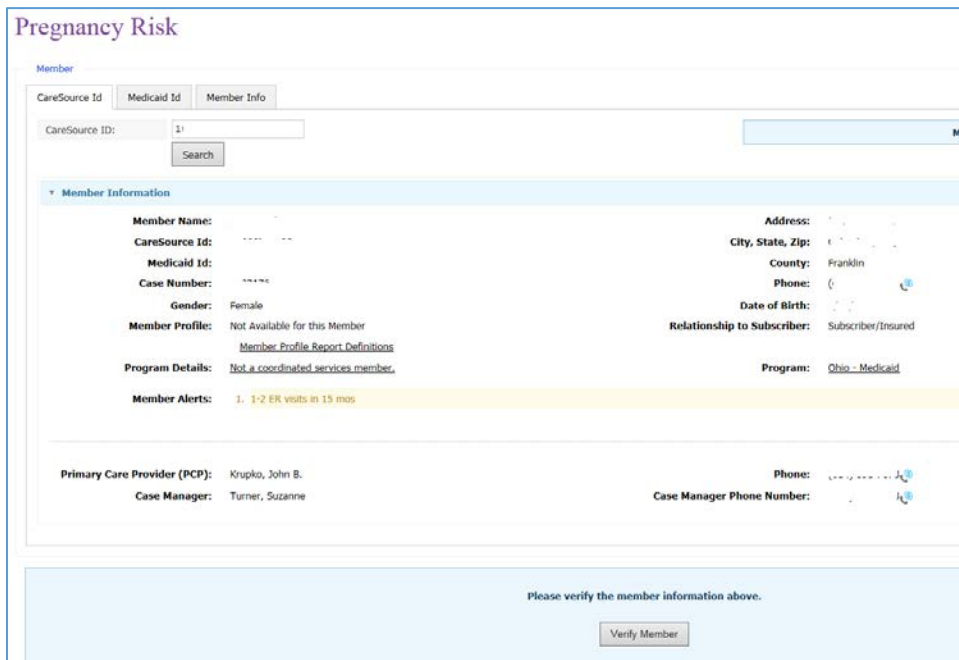 Pregnancy Risk
Member
CareSource Id Medicaid Id Member Info
CareSource ID:
Search
Member Information
Member Name: Address:
CareSource Id: City, State, Zip:
Medicaid Id: County: Franklin
Case Number: Phone:
Gender: Female Date of Birth:
Member Profile: Not Available for this Member Relationship to Subscriber: Subscriber/Insured
Member Profile Report Definitions
Program Details: Not a coordinated services member. Program: Ohio - Medicaid
Member Alerts: 1. 1-2 ER visits in 15 mos
Primary Care Provider (PCP): Krupko, John B. Phone:
Case Manager: Turner, Suzanne Case Manager Phone Number:
Please verify the member information above.
Verify Member